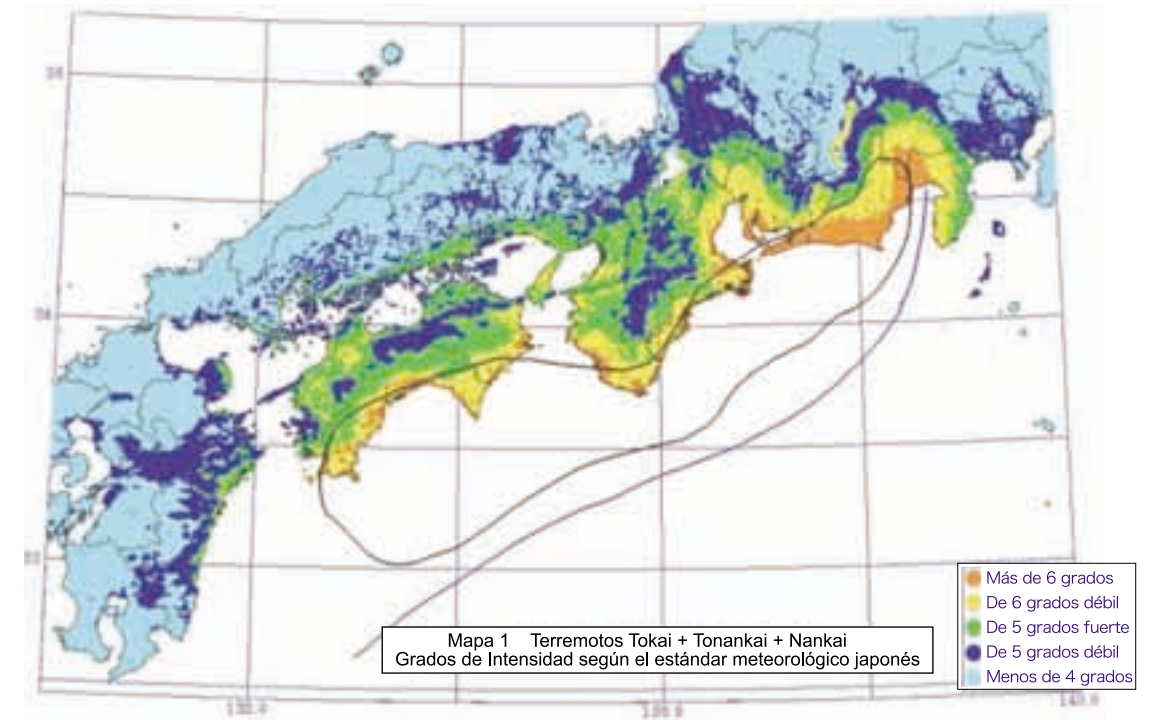 Mapa 1 Terremotos Tokai + Tonankai + Nankai
Grados de Intensidad según el estándar meteorológico japonés
Más de 6 grados
De 6 grados débil
De 5 grados fuerte
De 5 grados débil
Menos de 4 grados